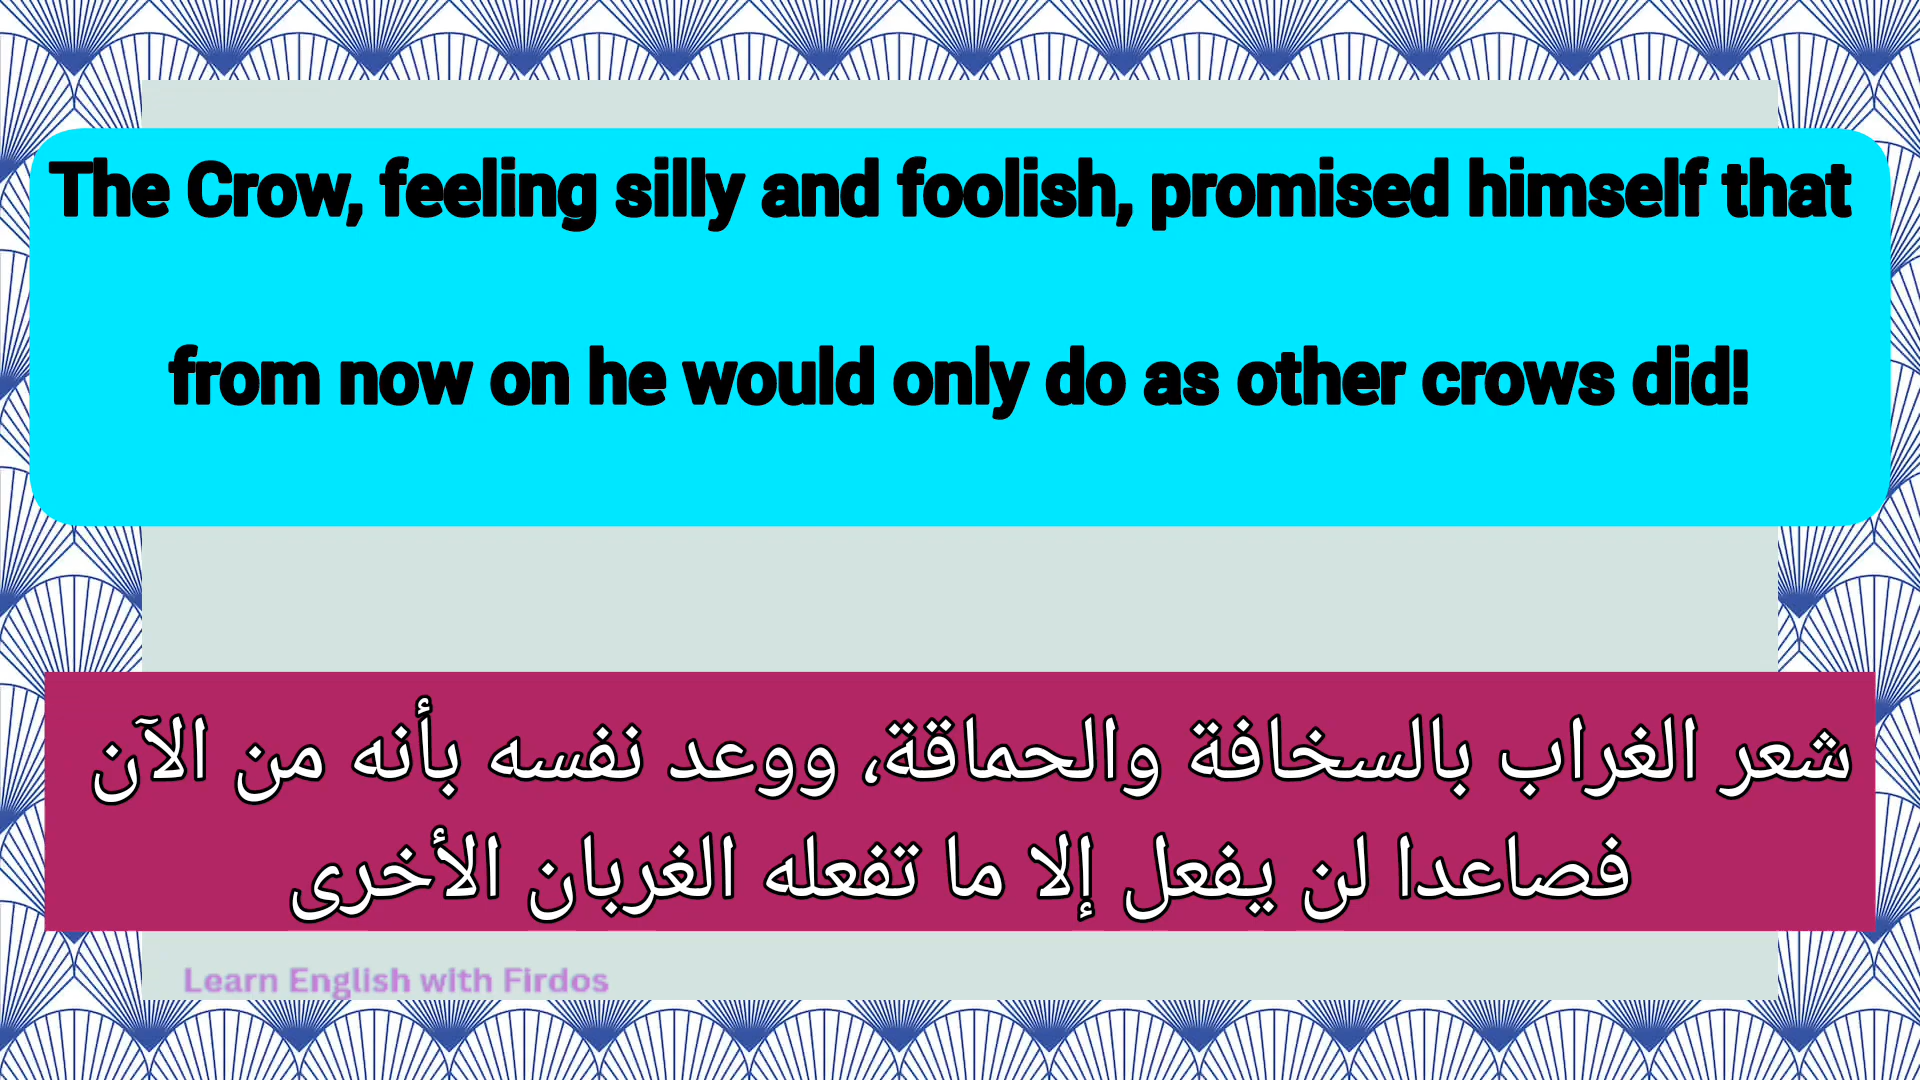 The Crow, feeling silly and foolish, promised himself that
from now on he would only do as other crows did!
شعر الغراب بالسخافة والحماقة، ووعد نفسه بأنه من الآن
فصاعدا لن يفعل إلا ما تفعله الغربان الأخرى
Learn English with Firdos